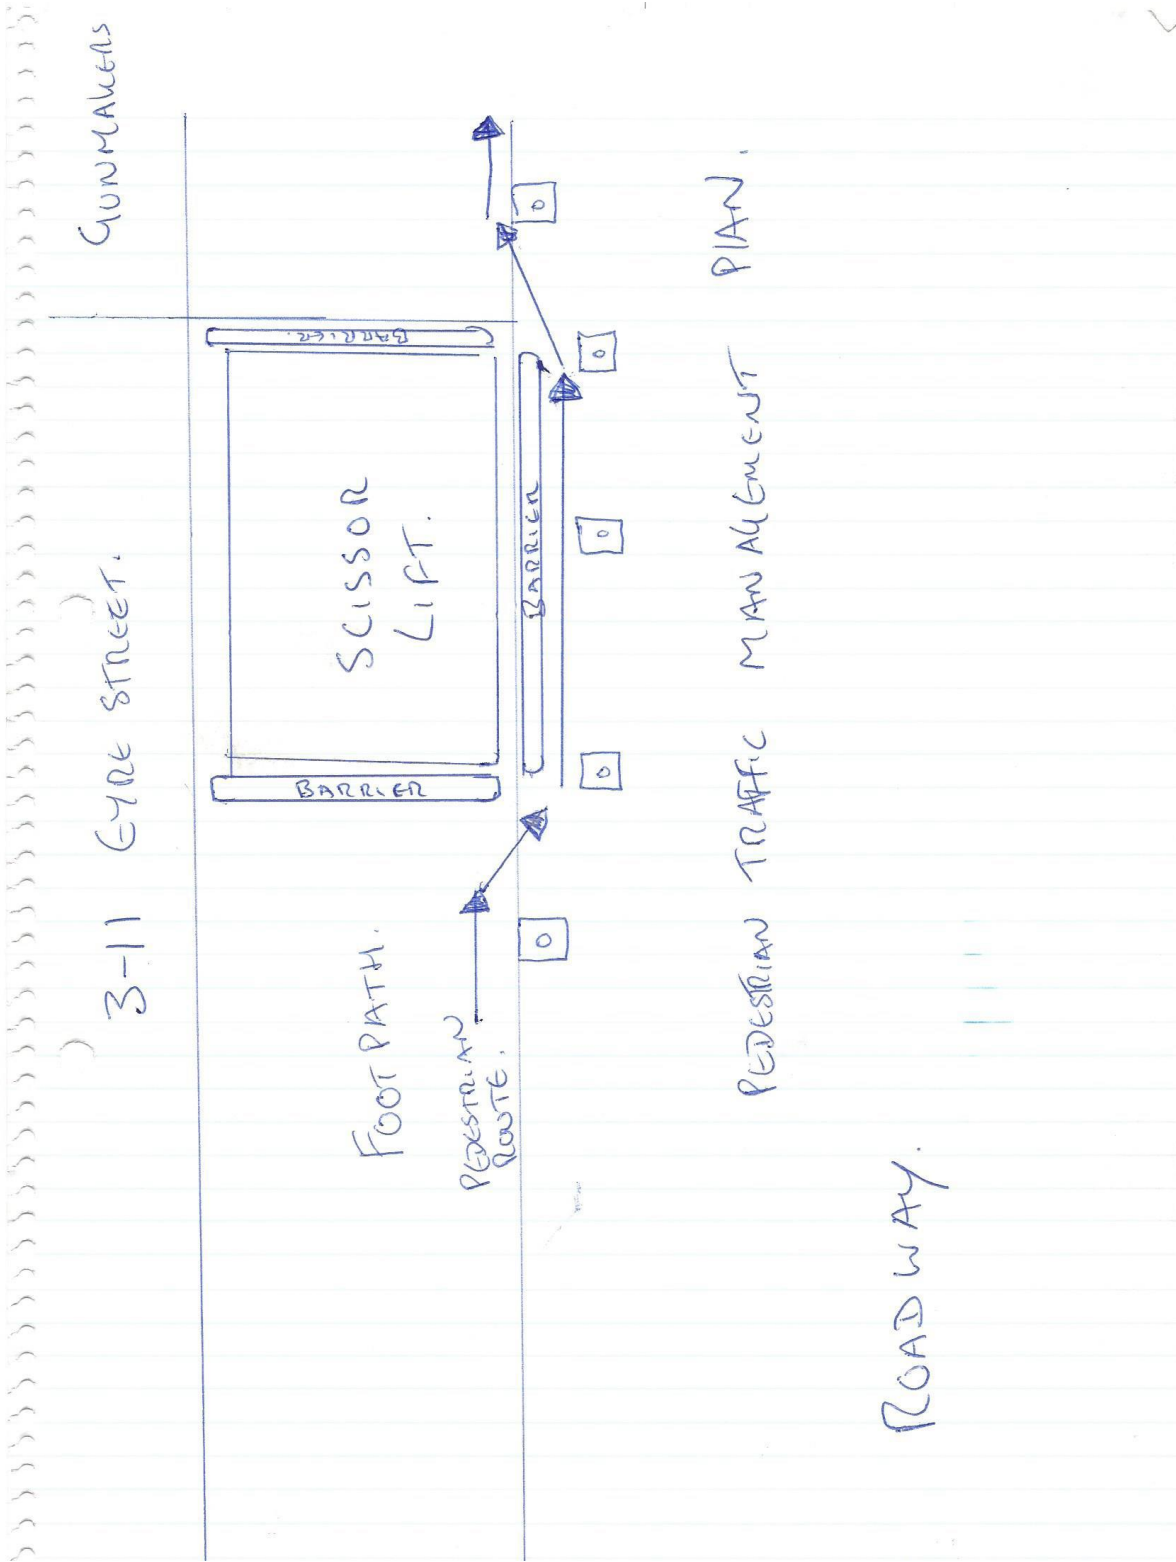 3-11 EYRE STREET.
GUNMAKERS
BARRIER
SCISSOR
LIFT.
BARRIER.
FOOT PATH.
BARRIER
PEDESTRIAN
ROUTE.
PEDESTRIAN TRAFFIC MANAGEMENT PLAN.
ROADWAY.